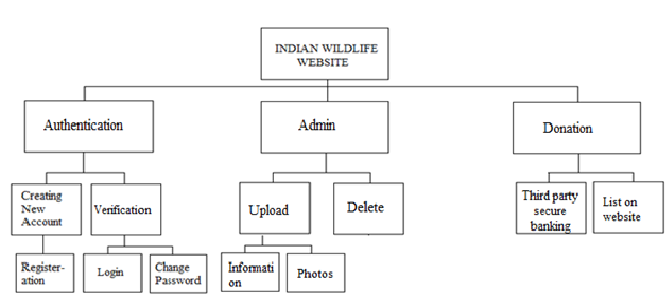 INDIAN WILDLIFE
WEBSITE
Authentication
Admin
Donation
Creating
New
Account
Verification
Upload
Delete
Third party
secure
banking
List on
website
Register-
ation
Login
Change
Password
Informati
on
Photos